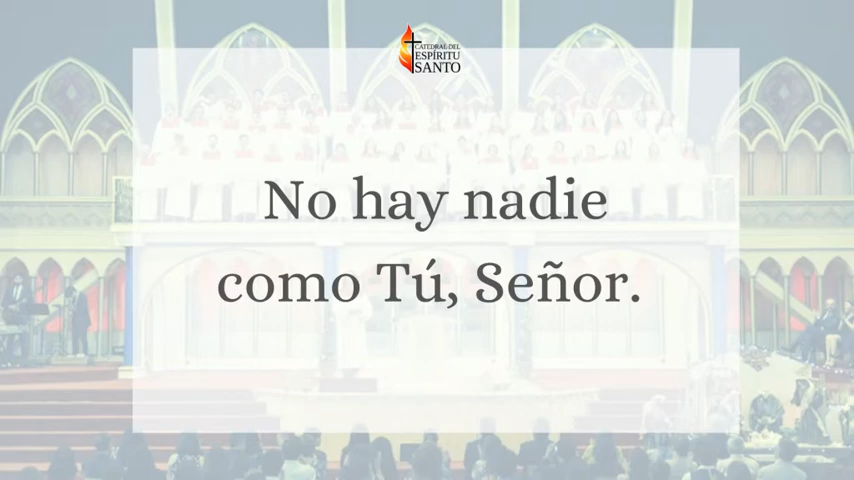 CATEDRAL DEL
ESPÍRITU
SANTO
No hay nadie
como Tú, Señor.